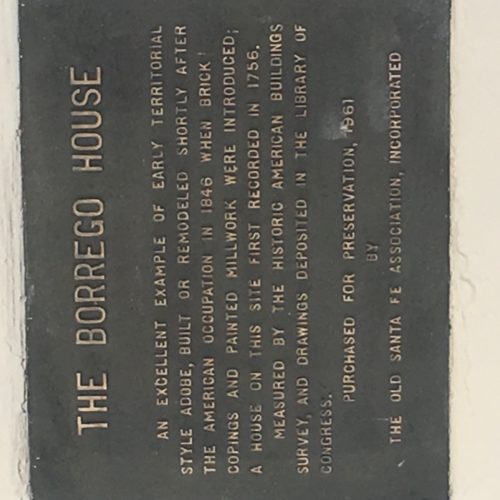 THE BORREGO HOUSE
AN EXCELLENT EXAMPLE OF EARLY TERRITORIAL
STYLE ADOBE, BUILT OR REMODELED SHORTLY AFTER
THE AMERICAN OCCUPATION IN 1846 WHEN BRICK
COPINGS AND PAINTED MILLWORK WERE INTRODUCED;
A HOUSE ON THIS SITE FIRST RECORDED IN 1756.
MEASURED BY THE HISTORIC AMERICAN BUILDINGS
SURVEY, AND DRAWINGS DEPOSITED IN THE LIBRARY OF
CONGRESS.
PURCHASED FOR PRESERVATION, 1961
BY
THE OLD SANTA FE ASSOCIATION, INCORPORATED